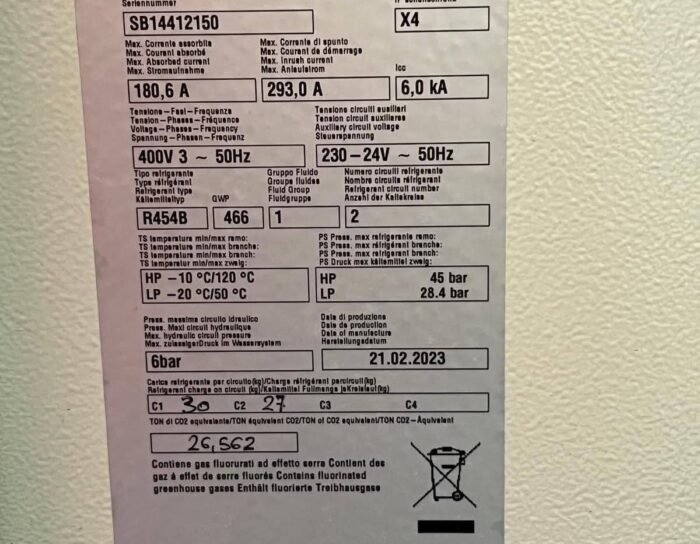 Seriennummer
SB14412150
X4
Max. Corrente assorbita
Max. Courant absorbé
Max. Absorbed current
Max. Stromaufnahme
Max. Corrente di spunto
Max. Courant de démarrage
Max. Inrush current
Max. Anlaufstrom
Icc
180,6 A
293,0 A
6,0 kA
Tensione-Fasi-Frequenza
Tension-Phases-Fréquence
Voltage-Phases-Frequency
Spannung-Phasen-Frequenz
Tensione circuiti ausiliari
Tension circuit auxiliares
Auxiliary circuit voltage
Steuerspannung
400V 3 ~ 50Hz
230-24V ~ 50Hz
Tipo refrigerante
Type réfrigérant
Refrigerant type
Kältemitteltyp
GWP
Gruppo Fluido
Groupe fluides
Fluid Group
Fluidgruppe
Numero circuiti refrigerante
Nombre circuits réfrigérant
Refrigerant circuit number
Anzahl der Kaltekreise
R454B
466
1
2
TS temperatura min/max ramo:
TS température min/max branche:
TS temperature min/max branch:
TS temperatur min/max zweig:
PS Press. max refrigerante ramo:
PS Press. max réfrigérant branche:
PS Press. max refrigerant branch:
PS Druck max kältemittel zweig:
HP -10 °C/120 °C
LP -20 °C/50 °C
HP 45 bar
LP 28.4 bar
Press. massima circuito idraulico
Press. Maxi circuit hydraulique
Max. hydraulic circuit pressure
Max. zulassigerDruck im Wassersystem
Data di produzione
Date de production
Date of manufacture
Herstellungsdatum
6bar
21.02.2023
Carica refrigerante per circuito(kg)/Charge réfrigérant parcircuit(kg)
Refrigerant charge on circuit (kg)/Kaltemittel Fullmenge jeKreislauf(kg)
C1 30 C2 27 C3 C4
TON di CO2 equivalente/TON équivalent CO2/TON of CO2 equivalent/TON CO2-Äquivalent
26,562
Contiene gas fluorurati ad effetto serra Contient des
gaz à effet de serre fluorés Contains fluorinated
greenhouse gases Enthält fluorierte Treibhausgase